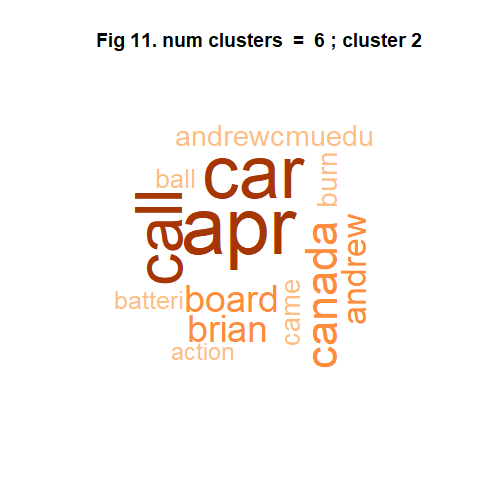 Fig 11. num clusters = 6 ; cluster 2
andrewcmuedu
ball
car
burn
call
apr
canada
andrew
batteri
board
came
brian
action